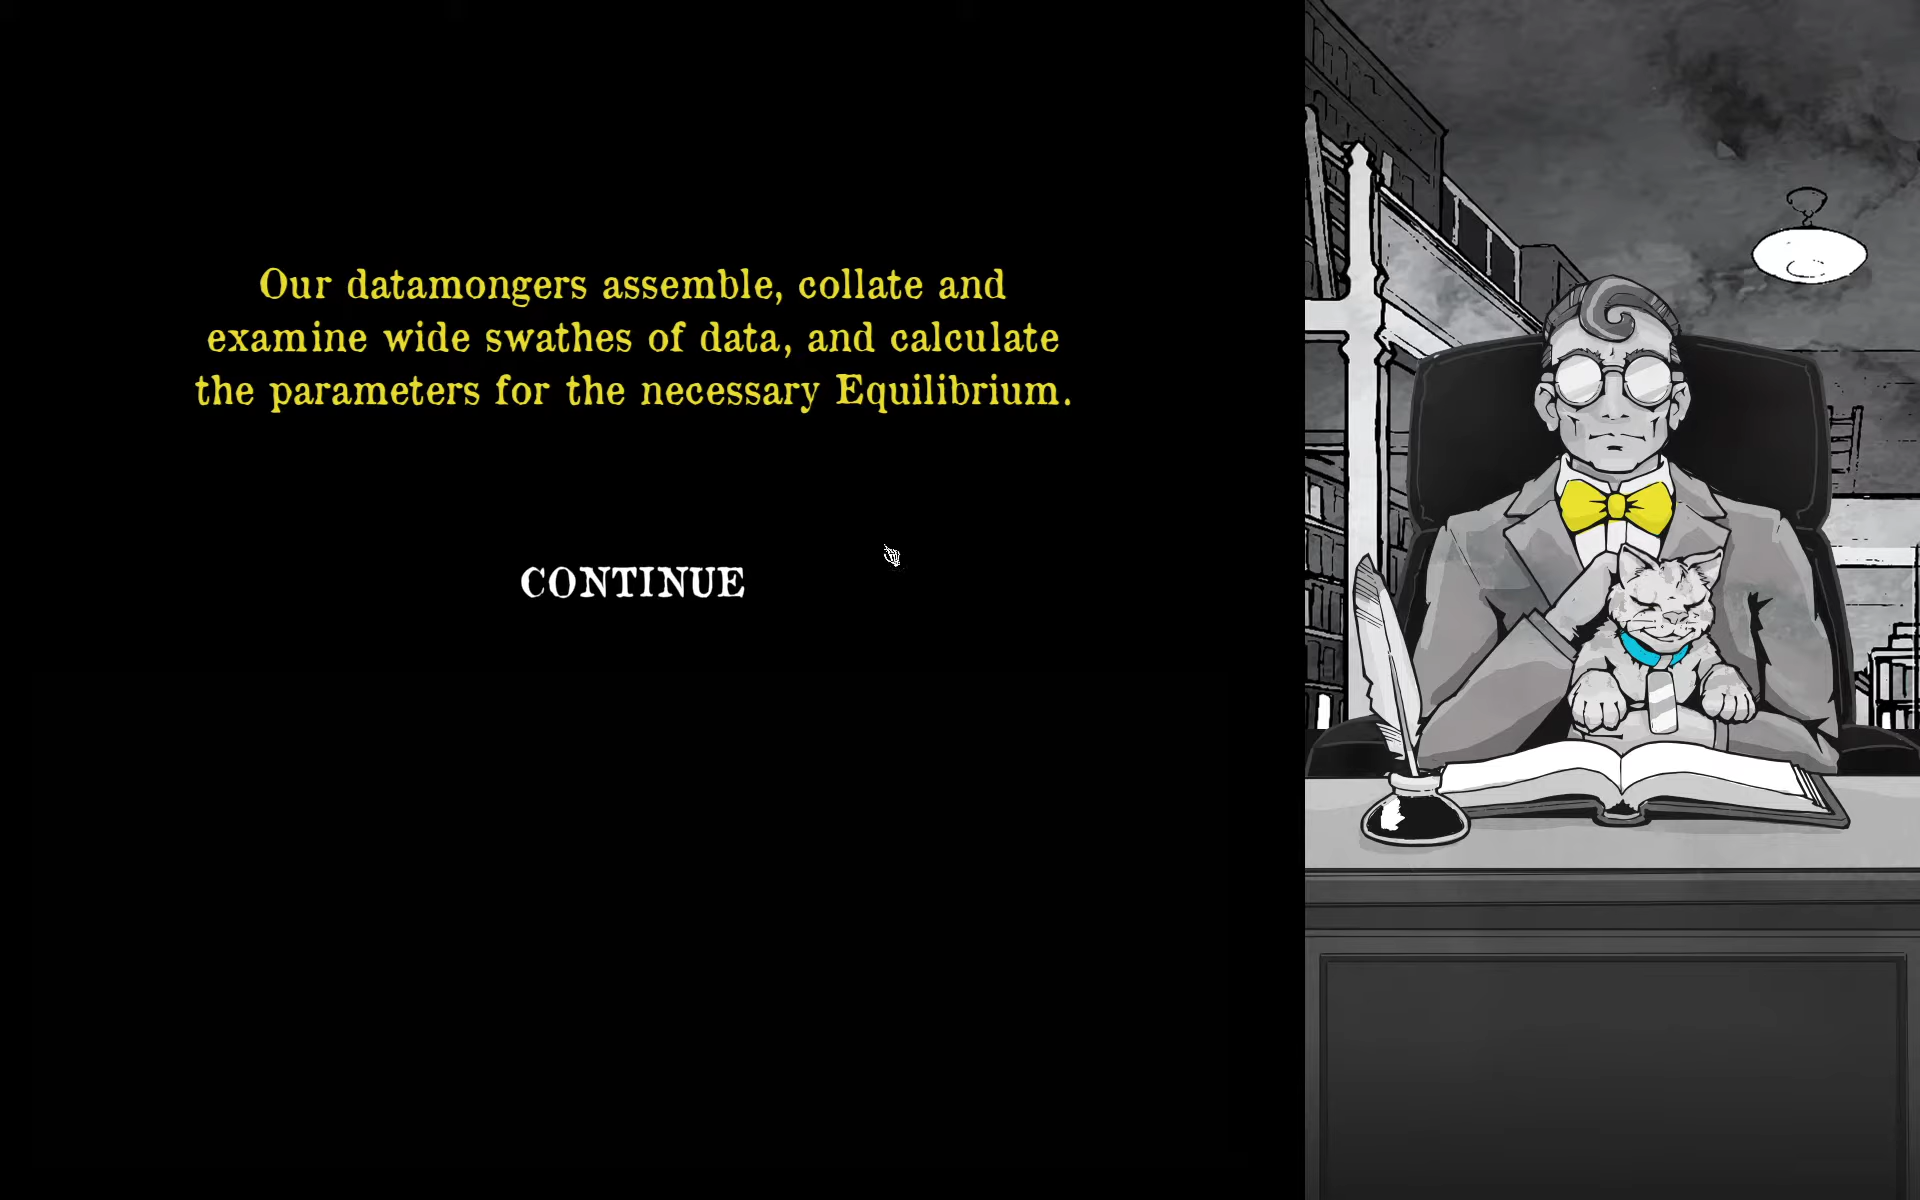 Our datamongers assemble, collate and
examine wide swathes of data, and calculate
the parameters for the necessary Equilibrium.
CONTINUE